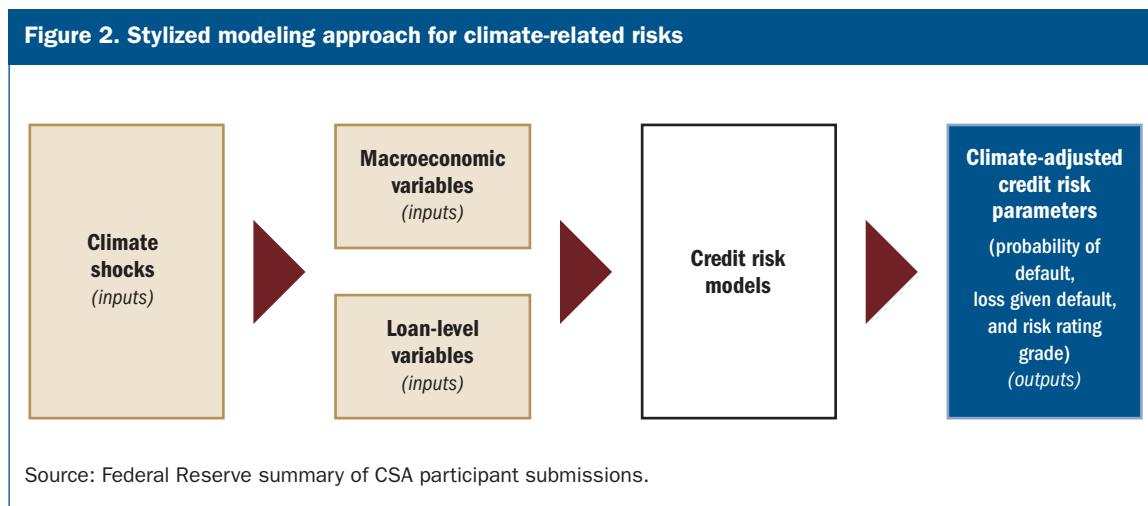 Figure 2. Stylized modeling approach for climate-related risks
Climate
shocks
(inputs)
Macroeconomic
variables
(inputs)
Loan-level
variables
(inputs)
Credit risk
models
Climate-adjusted
credit risk
parameters
(probability of
default,
loss given default,
and risk rating
grade)
(outputs)
Source: Federal Reserve summary of CSA participant submissions.